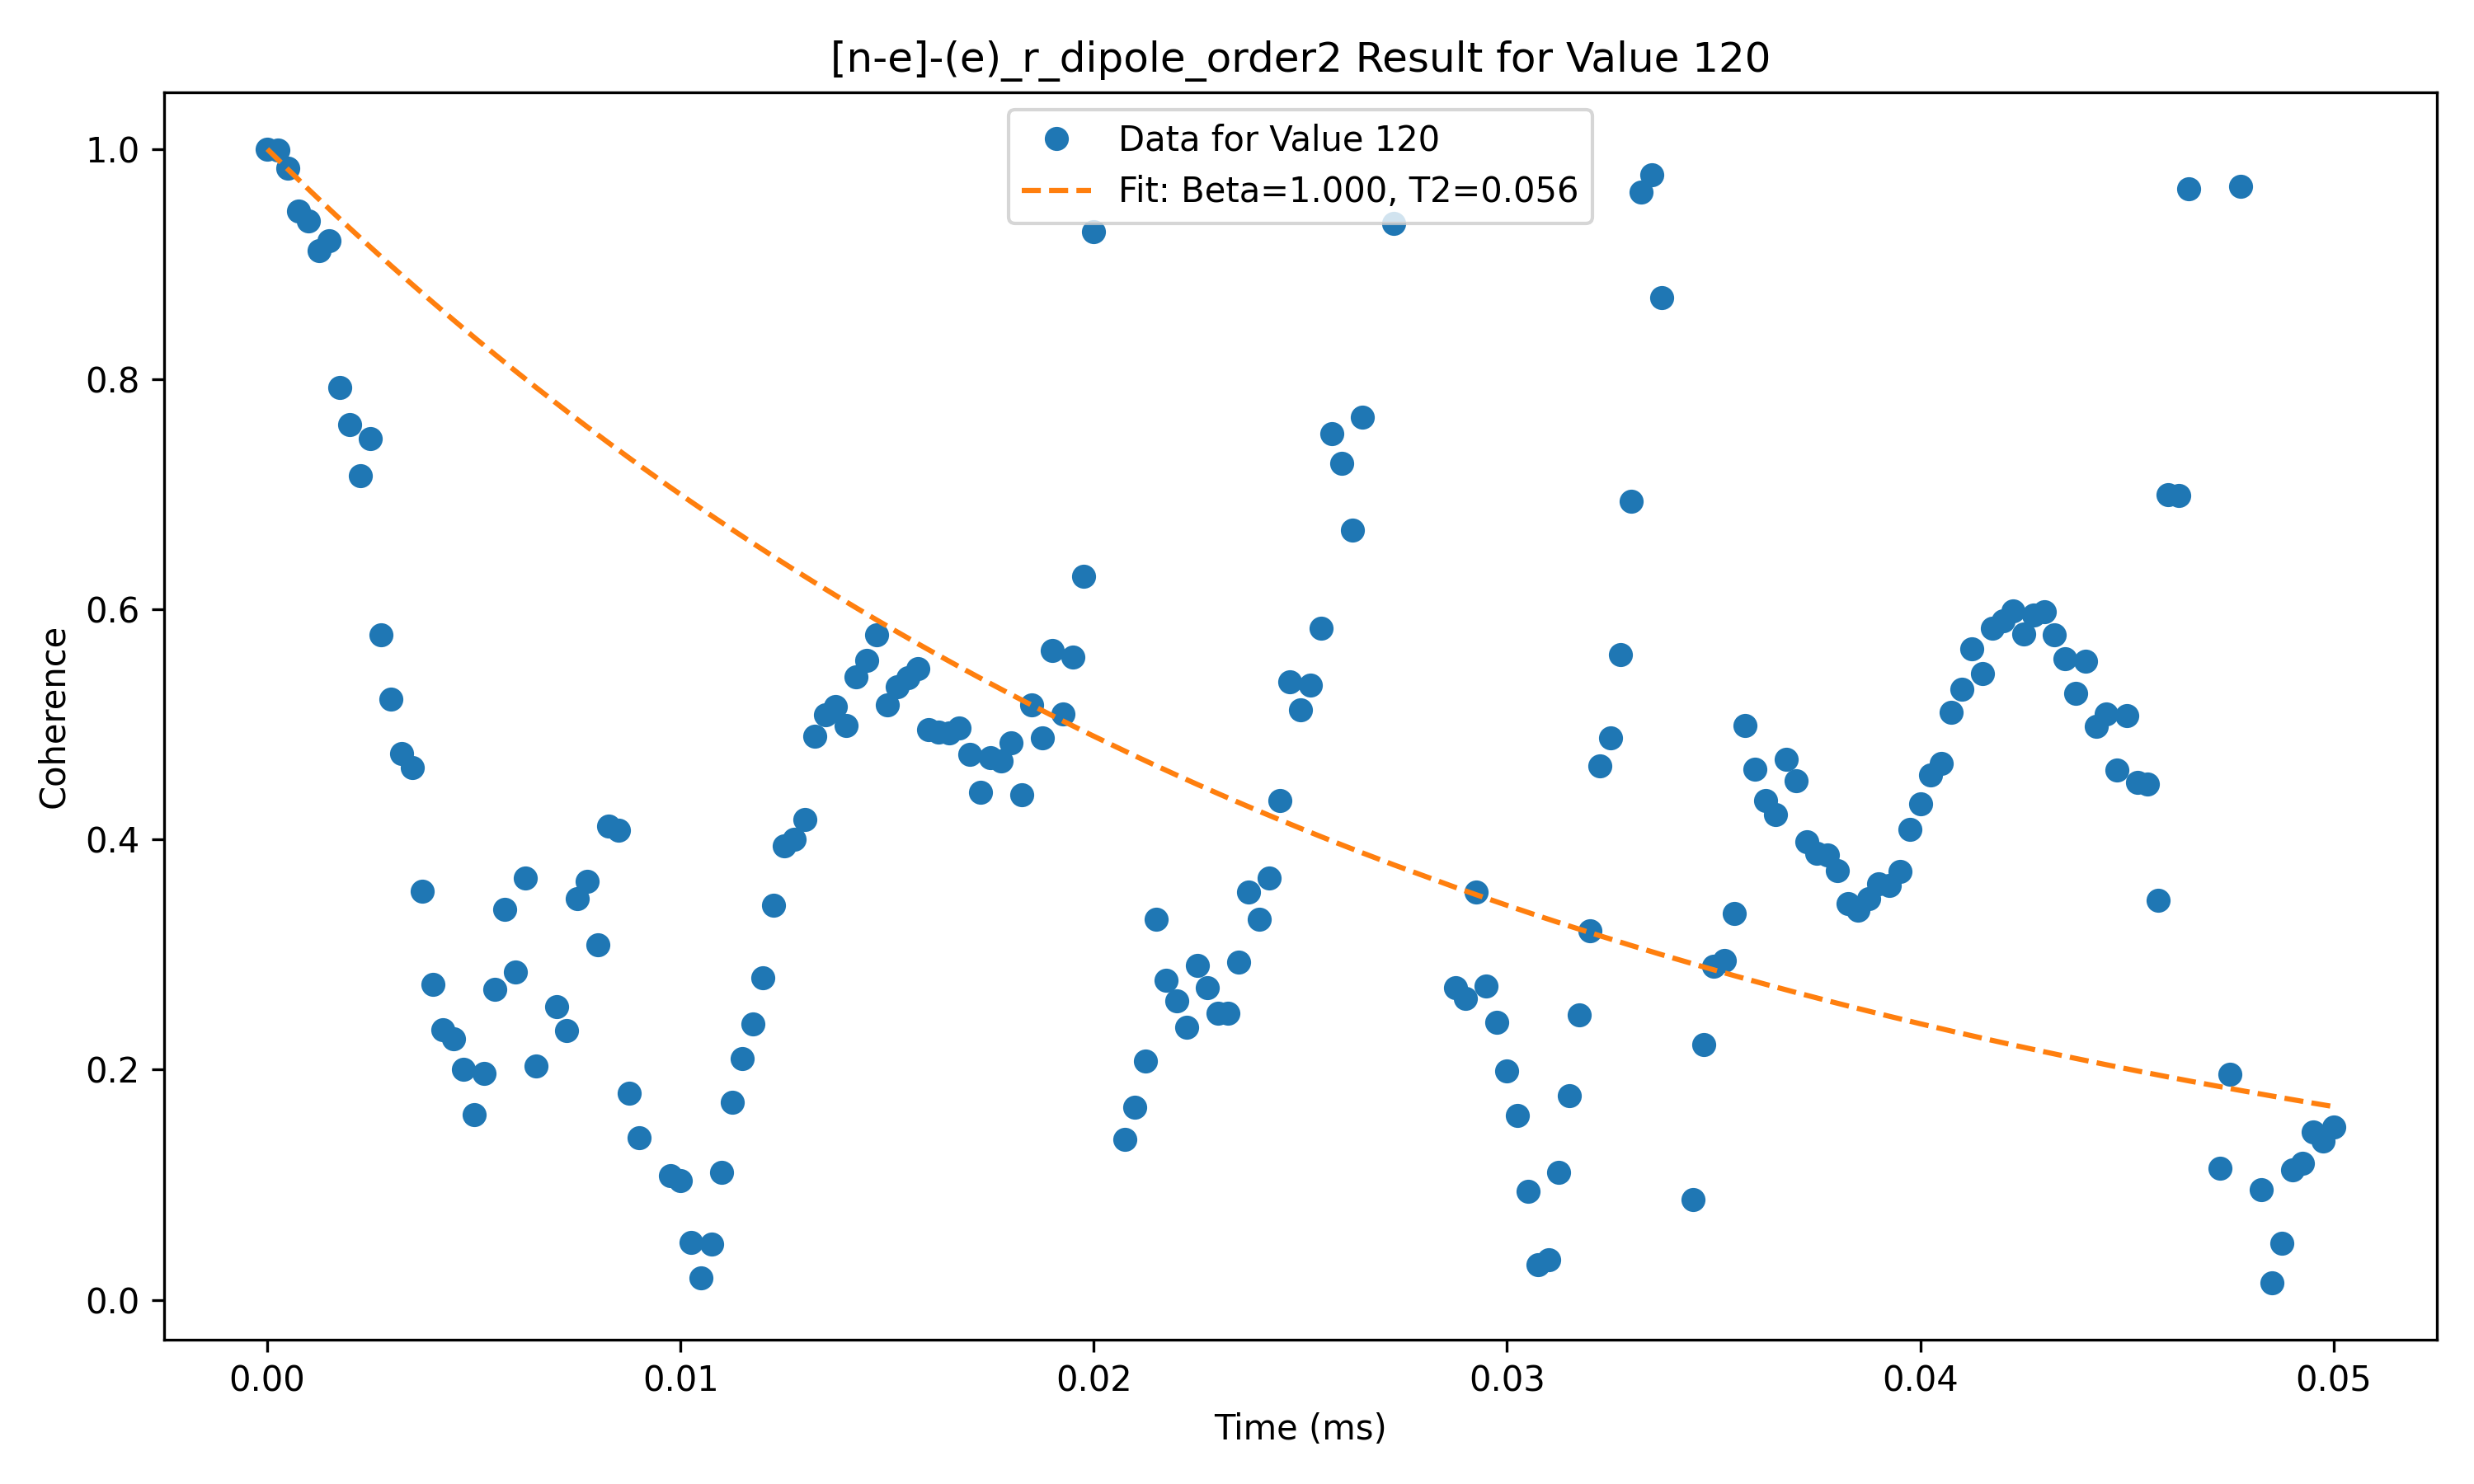 [n-e]-(e)_r_dipole_order2 Result for Value 120
Data for Value 120
Fit: Beta=1.000, T2=0.056
1.0
0.8
0.6
0.4
0.2
0.0
Coherence
0.00 0.01 0.02 0.03 0.04 0.05
Time (ms)